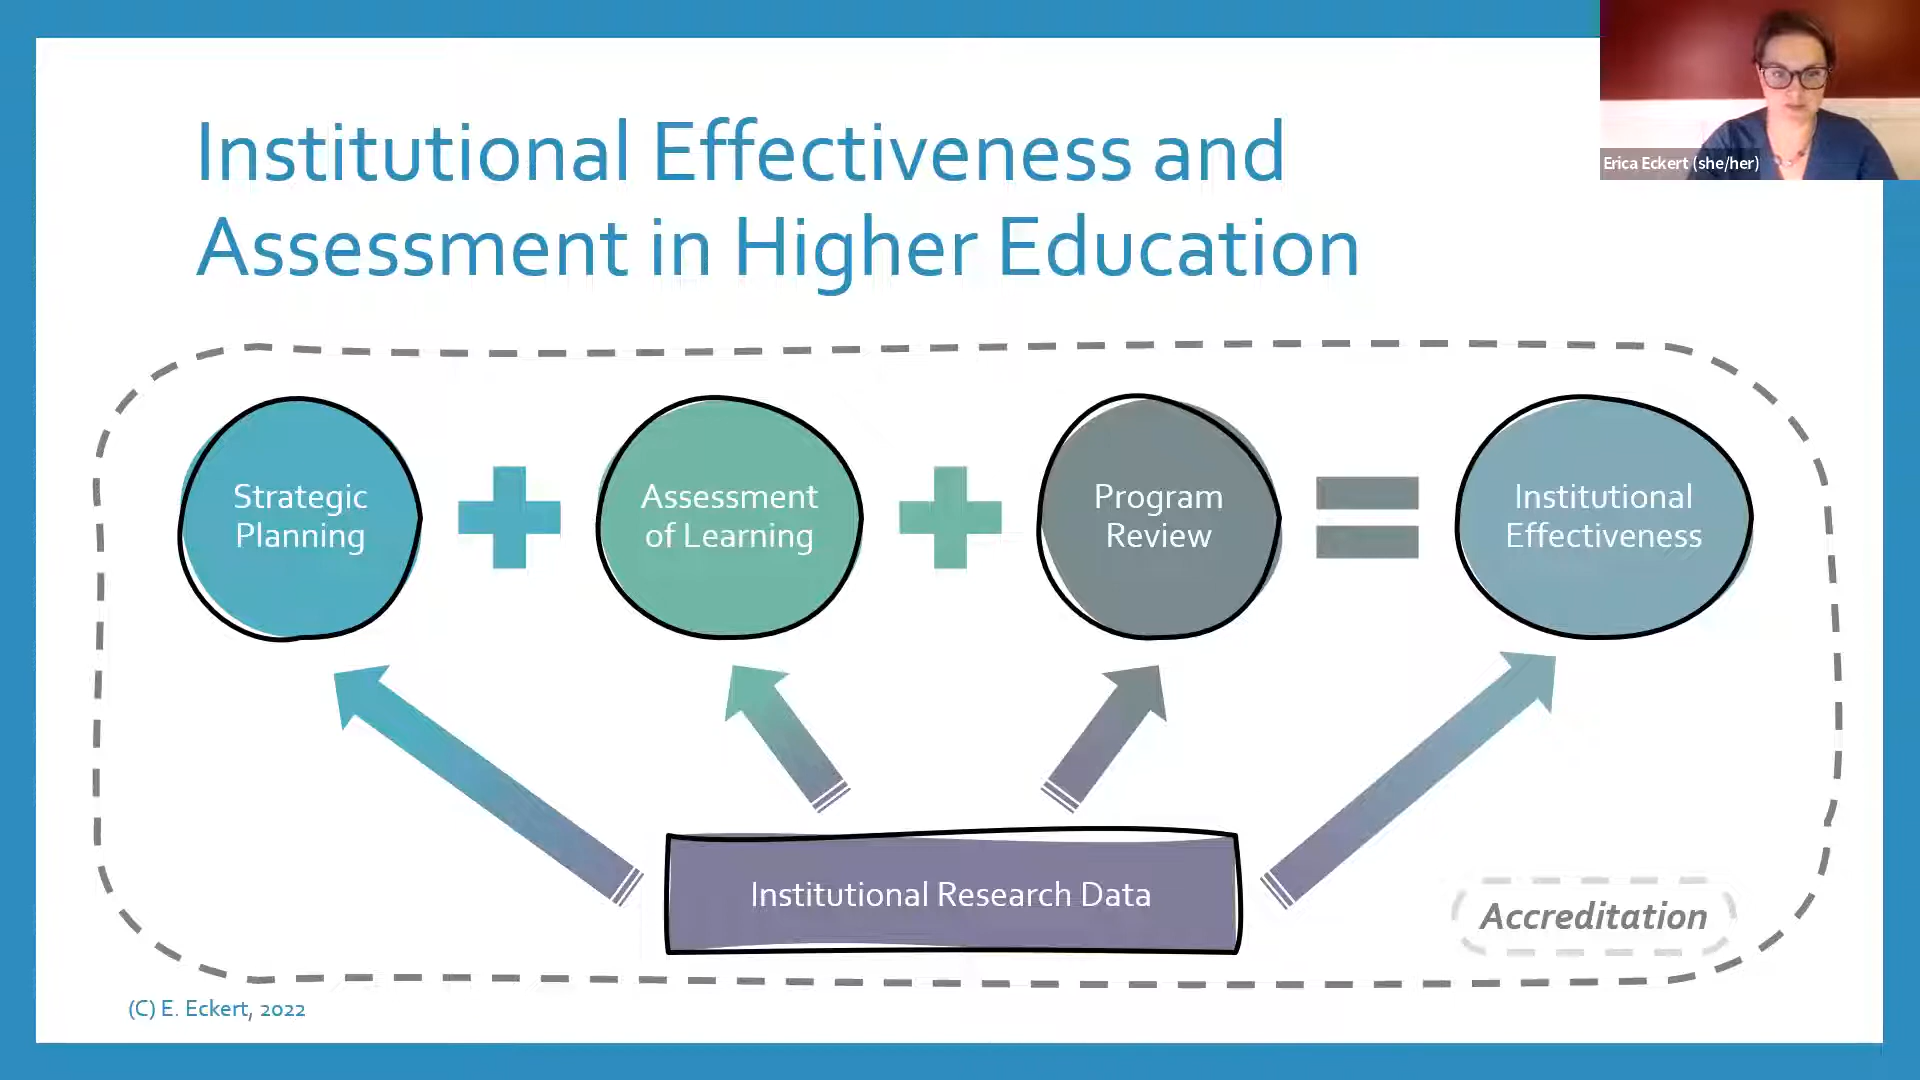 Institutional Effectiveness and
Assessment in Higher Education
Erica Eckert (she/her)
Strategic
Planning
Assessment
of Learning
Program
Review
Institutional
Effectiveness
Institutional Research Data
Accreditation
(C) E. Eckert, 2022